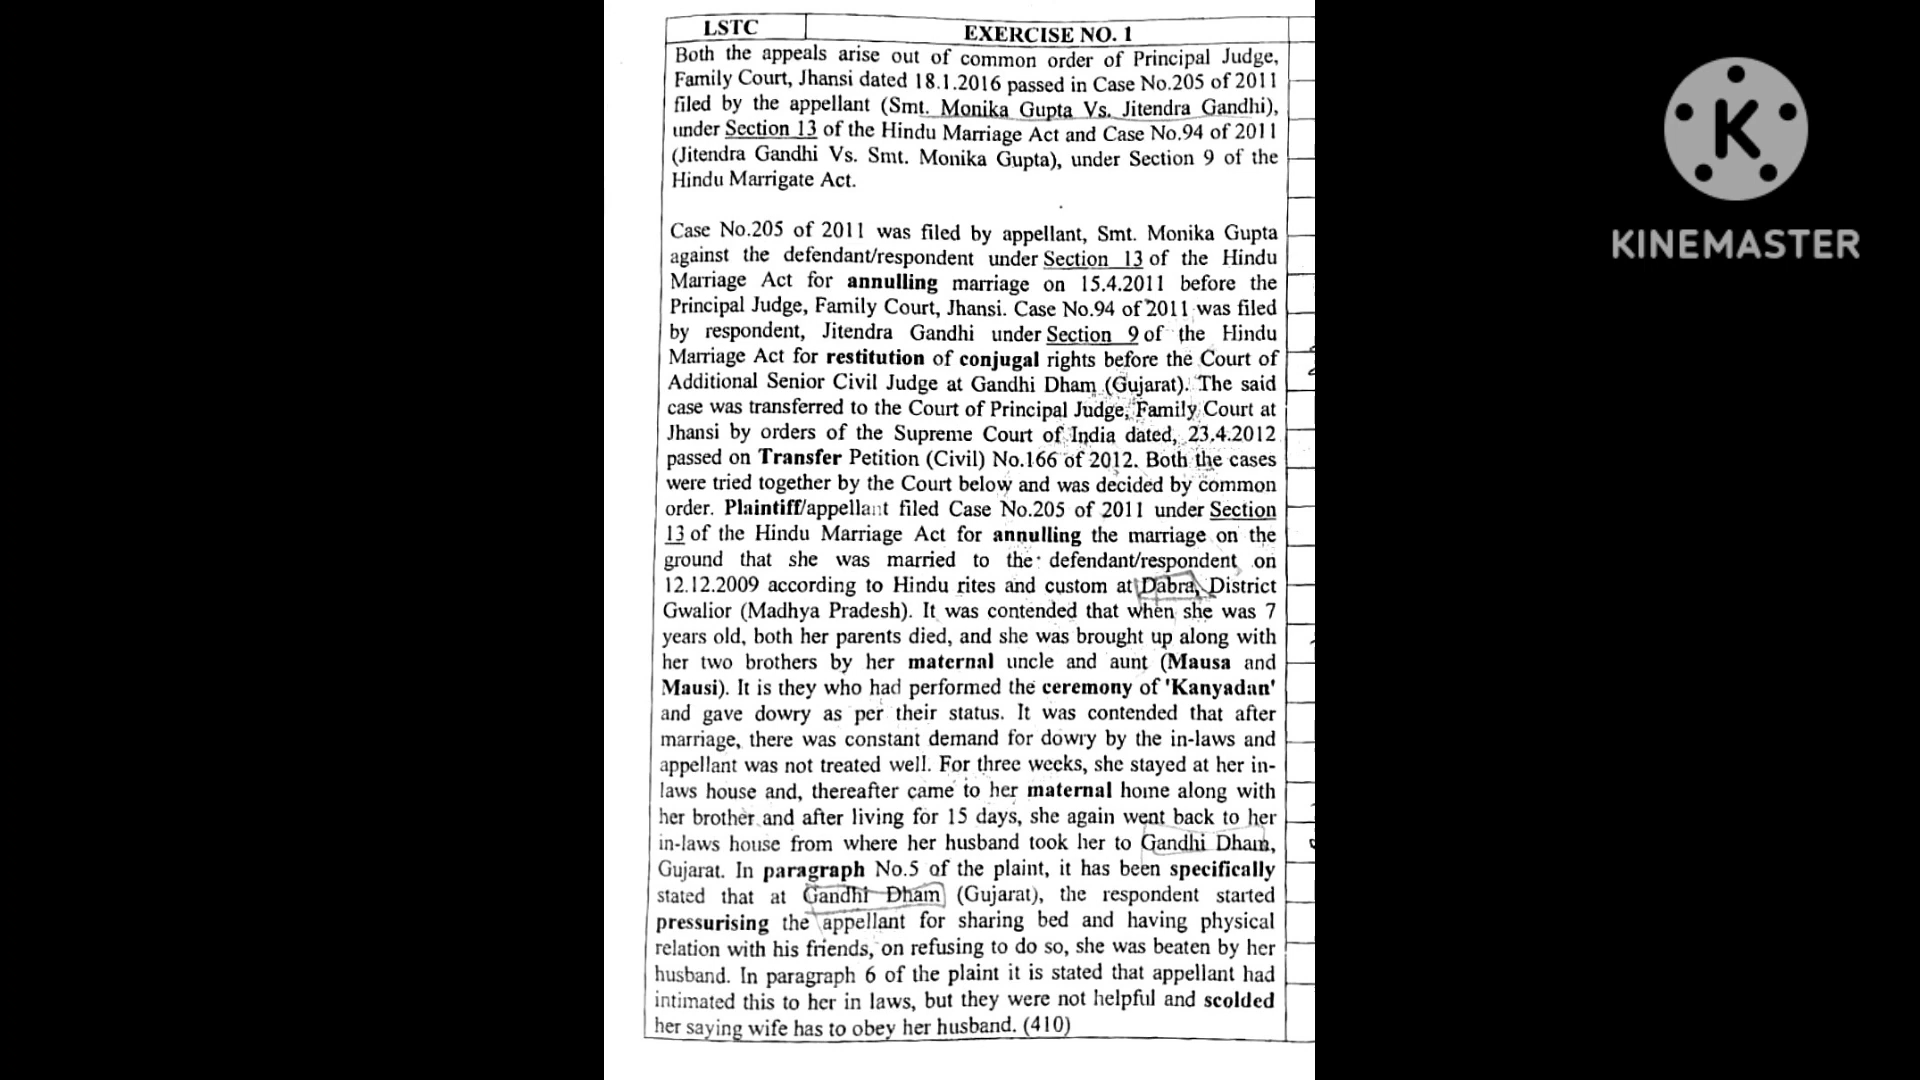 LSTC
EXERCISE NO. 1
Both the appeals arise out of common order of Principal Judge,
Family Court, Jhansi dated 18.1.2016 passed in Case No.205 of 2011
filed by the appellant (Smt. Monika Gupta Vs. Jitendra Gandhi),
under Section 13 of the Hindu Marriage Act and Case No.94 of 2011
(Jitendra Gandhi Vs. Smt. Monika Gupta), under Section 9 of the
Hindu Marrigate Act.
Case No.205 of 2011 was filed by appellant, Smt. Monika Gupta
against the defendant/respondent under Section 13 of the Hindu
Marriage Act for annulling marriage on 15.4.2011 before the
Principal Judge, Family Court, Jhansi. Case No.94 of 2011 was filed
by respondent, Jitendra Gandhi under Section 9 of the Hindu
Marriage Act for restitution of conjugal rights before the Court of
Additional Senior Civil Judge at Gandhi Dham (Gujarat). The said
case was transferred to the Court of Principal Judge, Family Court at
Jhansi by orders of the Supreme Court of India dated, 23.4.2012
passed on Transfer Petition (Civil) No.166 of 2012. Both the cases
were tried together by the Court below and was decided by common
order. Plaintiff/appellant filed Case No.205 of 2011 under Section
13 of the Hindu Marriage Act for annulling the marriage on the
ground that she was married to the defendant/respondent on
12.12.2009 according to Hindu rites and custom at Dabra, District
Gwalior (Madhya Pradesh). It was contended that when she was 7
years old, both her parents died, and she was brought up along with
her two brothers by her maternal uncle and aunt (Mausa and
Mausi). It is they who had performed the ceremony of 'Kanyadan'
and gave dowry as per their status. It was contended that after
marriage, there was constant demand for dowry by the in-laws and
appellant was not treated well. For three weeks, she stayed at her in-
laws house and, thereafter came to her maternal home along with
her brother and after living for 15 days, she again went back to her
in-laws house from where her husband took her to Gandhi Dham,
Gujarat. In paragraph No.5 of the plaint, it has been specifically
stated that at Gandhi Dham (Gujarat), the respondent started
pressurising the appellant for sharing bed and having physical
relation with his friends, on refusing to do so, she was beaten by her
husband. In paragraph 6 of the plaint it is stated that appellant had
intimated this to her in laws, but they were not helpful and scolded
her saying wife has to obey her husband. (410)
K
KINEMASTER